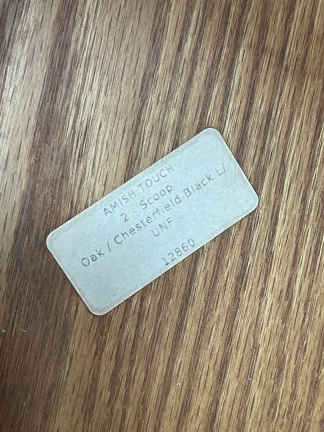 AMISH TOUCH
2 - Scoop
Oak / Chesterfield Black L/
UNF
12860